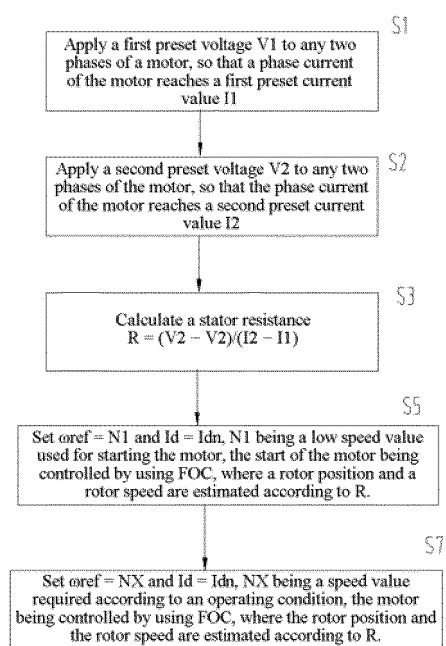 S1
Apply a first preset voltage V1 to any two
phases of a motor, so that a phase current
of the motor reaches a first preset current
value I1
S2
Apply a second preset voltage V2 to any two
phases of the motor, so that the phase current
of the motor reaches a second preset current
value I2
S3
Calculate a stator resistance
R = (V2 − V2)/(I2 − I1)
S5
Set ωref = N1 and Id = Idn, N1 being a low speed value
used for starting the motor, the start of the motor being
controlled by using FOC, where a rotor position and a
rotor speed are estimated according to R.
S7
Set ωref = NX and Id = Idn, NX being a speed value
required according to an operating condition, the motor
being controlled by using FOC, where the rotor position and
the rotor speed are estimated according to R.